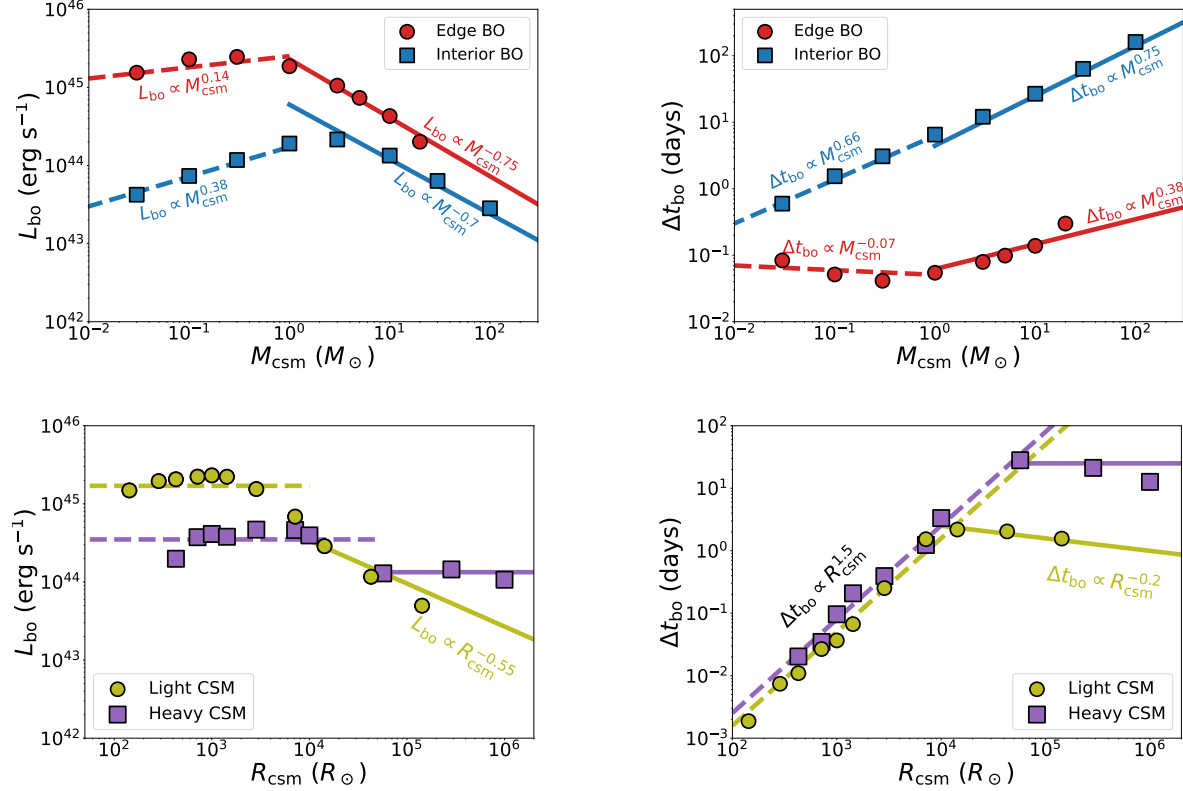 10^46
10^45
10^44
10^43
10^42
L_bo (erg s^−1)
Edge BO
Interior BO
L_bo ∝ M_csm^0.14
L_bo ∝ M_csm^0.38
L_bo ∝ M_csm^−0.75
L_bo ∝ M_csm^−0.7
10^−2 10^−1 10^0 10^1 10^2
M_csm (M_⊙)
10^2
10^1
10^0
10^−1
10^−2
Δt_bo (days)
Edge BO
Interior BO
Δt_bo ∝ M_csm^0.75
Δt_bo ∝ M_csm^0.66
Δt_bo ∝ M_csm^0.38
Δt_bo ∝ M_csm^−0.07
10^−2 10^−1 10^0 10^1 10^2
M_csm (M_⊙)
10^46
10^45
10^44
10^43
10^42
L_bo (erg s^−1)
L_bo ∝ R_csm^−0.55
Light CSM
Heavy CSM
10^2 10^3 10^4 10^5 10^6
R_csm (R_⊙)
10^2
10^1
10^0
10^−1
10^−2
10^−3
Δt_bo (days)
Δt_bo ∝ R_csm^1.5
Δt_bo ∝ R_csm^−0.2
Light CSM
Heavy CSM
10^2 10^3 10^4 10^5 10^6
R_csm (R_⊙)